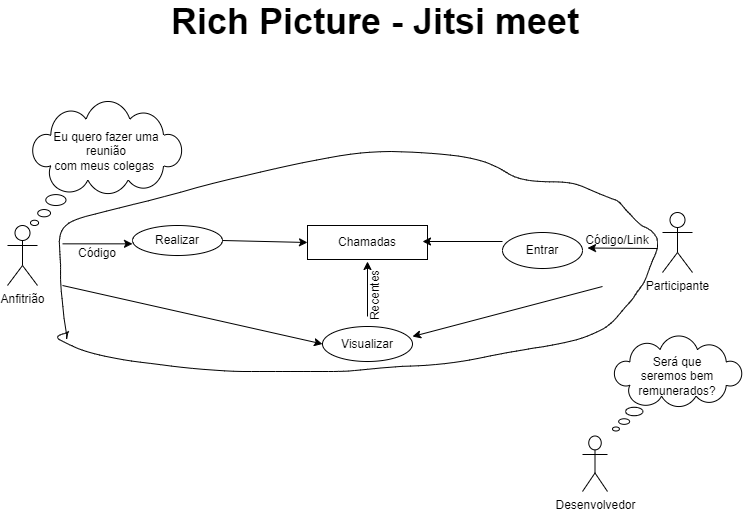 Rich Picture - Jitsi meet
Eu quero fazer uma
reunião
com meus colegas
Anfitrião
Código
Realizar
Chamadas
Entrar
Código/Link
Participante
Recentes
Visualizar
Será que
seremos bem
remunerados?
Desenvolvedor